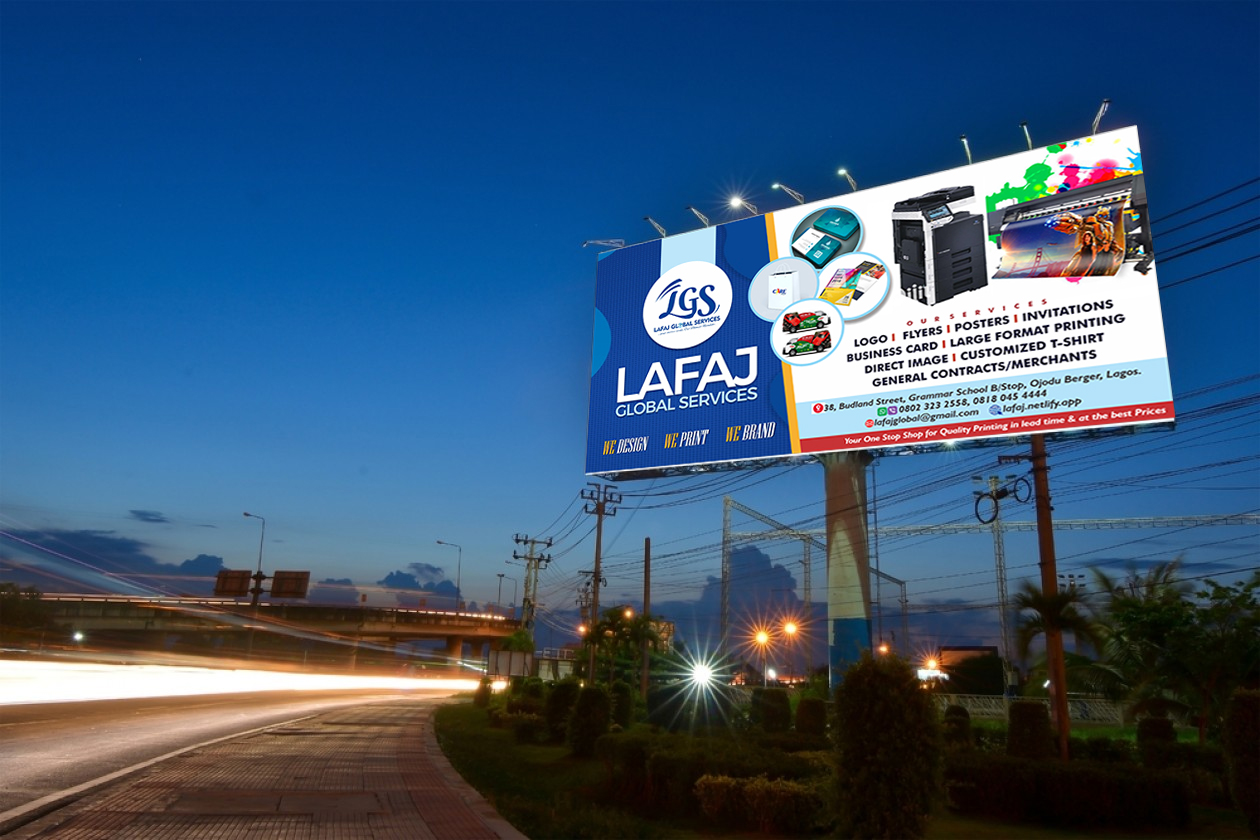 LGS
LAFAJ GLOBAL SERVICES
LAFAJ
GLOBAL SERVICES
WE DESIGN WE PRINT WE BRAND
OUR SERVICES
LOGO | FLYERS | POSTERS | INVITATIONS
BUSINESS CARD | LARGE FORMAT PRINTING
DIRECT IMAGE | CUSTOMIZED T-SHIRT
GENERAL CONTRACTS/MERCHANTS
38, Budland Street, Grammar School B/Stop, Ojodu Berger, Lagos.
0802 323 2558, 0818 045 4444
lafajglobal@gmail.com lafaj.netlify.app
Your One Stop Shop for Quality Printing in lead time & at the best Prices